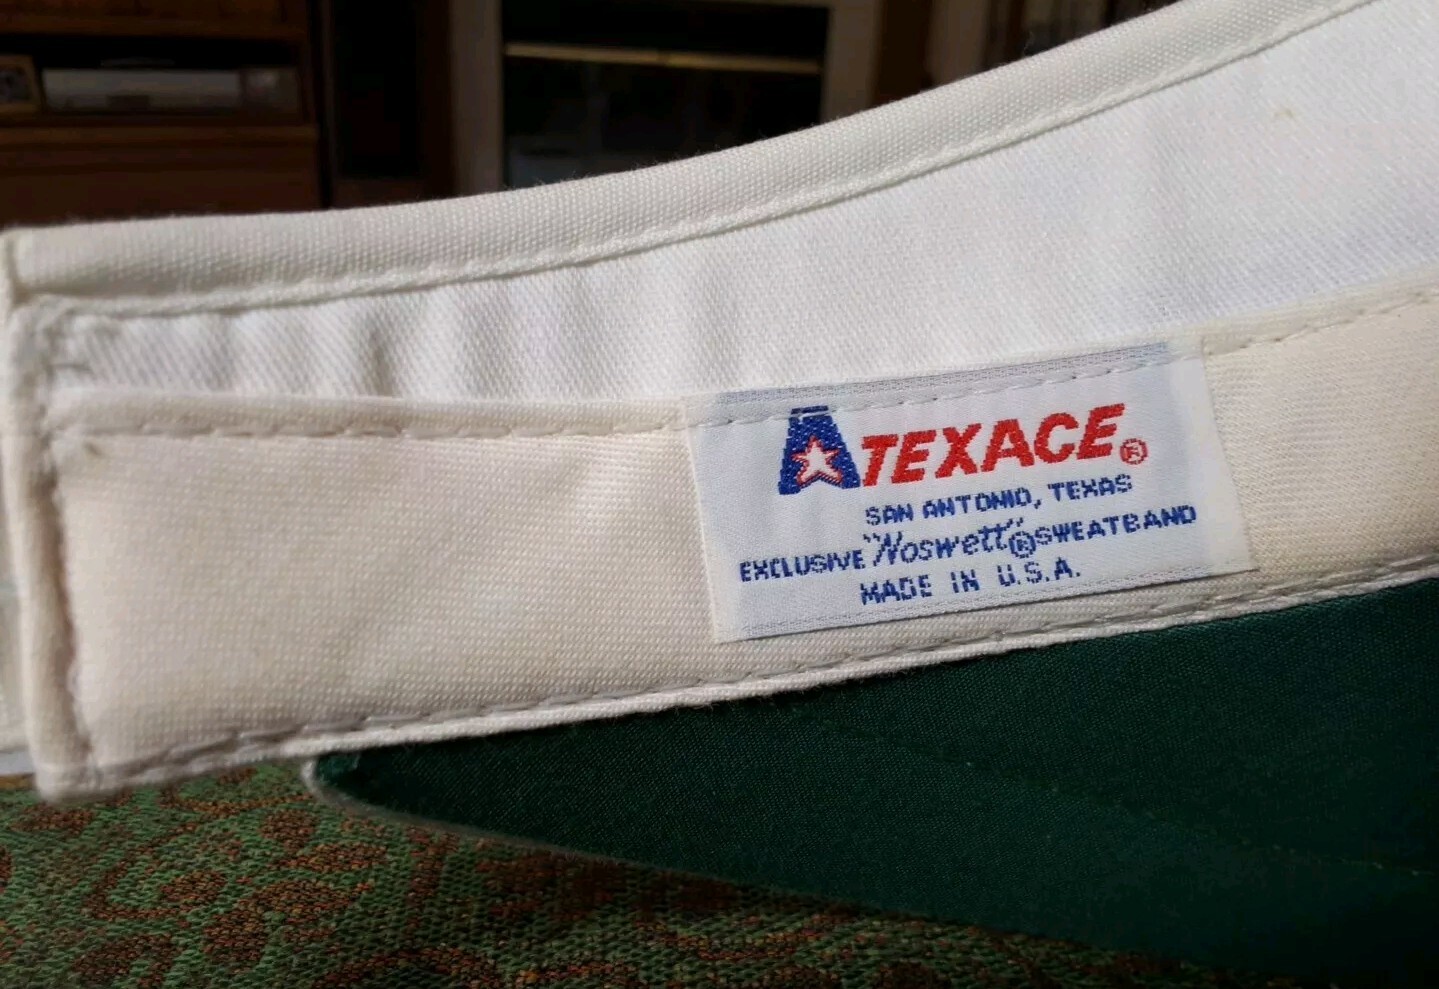 TEXACE®
SAN ANTONIO, TEXAS
EXCLUSIVE "Noswett"® SWEATBAND
MADE IN U.S.A.